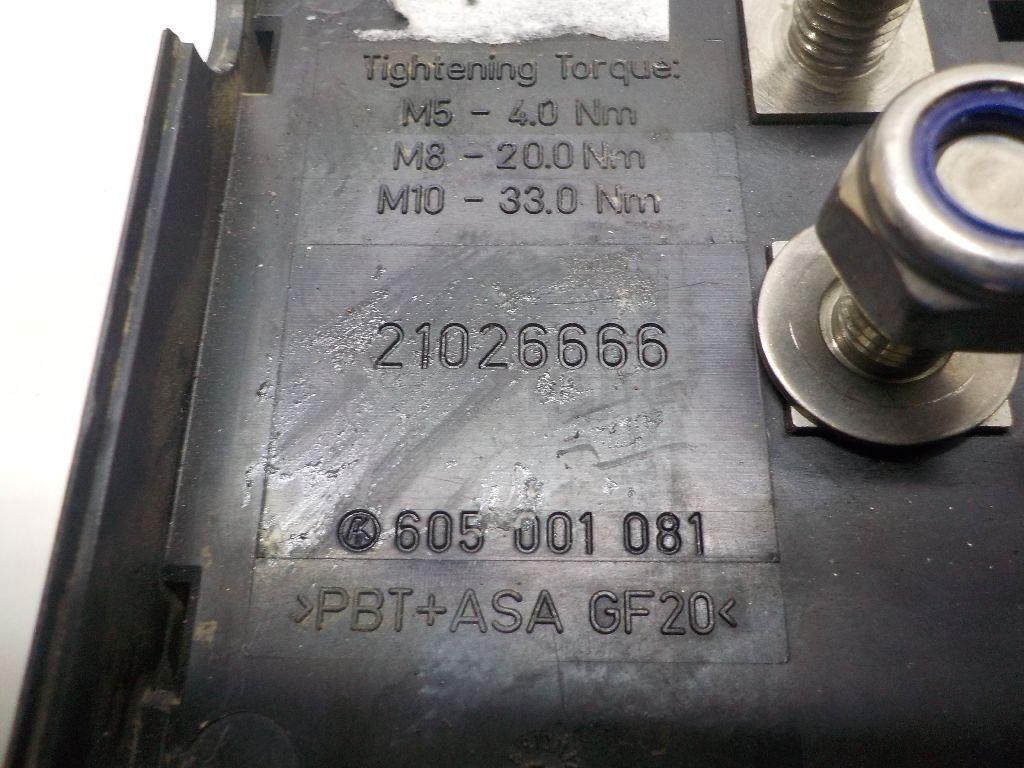 Tightening Torque:
M5 - 4.0 Nm
M8 - 20.0 Nm
M10 - 33.0 Nm
21026666
605 001 081
>PBT+ASA GF20<